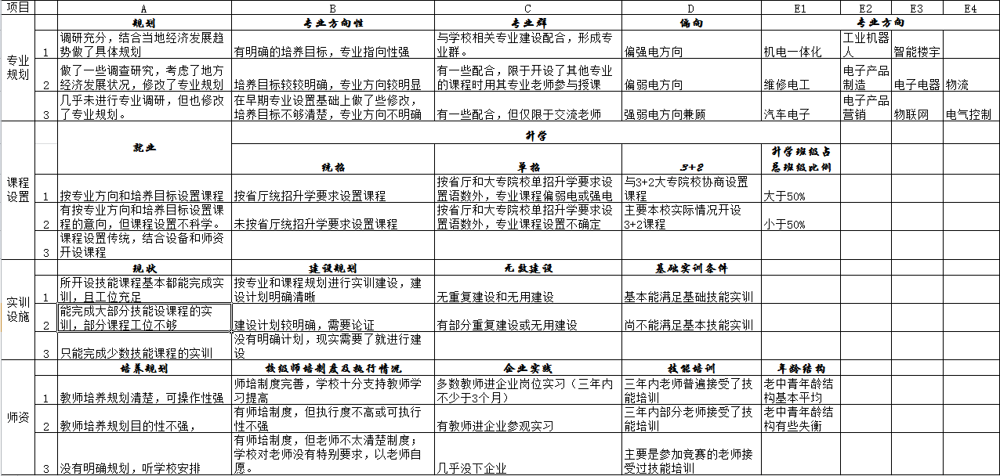 项目 A B C D E1 E2 E3 E4
规划 专业方向性 专业群 偏向 专业方向
专业规划
1 调研充分，结合当地经济发展趋势做了具体规划 有明确的培养目标，专业指向性强 与学校相关专业建设配合，形成专业群。 偏强电方向 机电一体化 工业机器人 智能楼宇
2 做了一些调查研究，考虑了地方经济发展状况，修改了专业规划 培养目标较较明确，专业方向较明显 有一些配合，限于开设了其他专业的课程时用其专业老师参与授课 偏弱电方向 维修电工 电子产品制造 电子电器 物流
3 几乎未进行专业调研，但也修改了专业规划。 在早期专业设置基础上做了些修改，培养目标不够清楚，专业方向不明确 有一些配合，但仅限于交流老师 强弱电方向兼顾 汽车电子 电子产品营销 物联网 电气控制
课程设置
就业 升学
统招 单招 3+2 升学班级占总班级比例
1 按专业方向和培养目标设置课程 按省厅统招升学要求设置课程 按省厅和大专院校单招升学要求设置语数外，专业课程偏弱电或强电 与3+2大专院校协商设置课程 大于50%
2 有按专业方向和培养目标设置课程的意向，但课程设置不科学。 未按省厅统招升学要求设置课程 按省厅和大专院校单招升学要求设置语数外，专业课程设置不确定 主要本校实际情况开设3+2课程 小于50%
3 课程设置传统，结合设备和师资开设课程
实训设施
现状 建设规划 无效建设 基础实训条件
1 所开设技能课程基本都能完成实训，且工位充足 按专业和课程规划进行实训建设，建设计划明确清晰 无重复建设和无用建设 基本能满足基础技能实训
2 能完成大部分技能设课程的实训，部分课程工位不够 建设计划较明确，需要论证 有部分重复建设或无用建设 尚不能满足基本技能实训
3 只能完成少数技能课程的实训 没有明确计划，现实需要了就进行建设
师资
培养规划 校级师培制度及执行情况 企业实践 技能培训 年龄结构
1 教师培养规划清楚，可操作性强 师培制度完善，学校十分支持教师学习提高 多数教师进企业岗位实习（三年内不少于3个月） 三年内老师普遍接受了技能培训 老中青年龄结构基本平均
2 教师培养规划目的性不强， 有师培制度，但执行度不高或可执行性不强 有教师进企业参观实习 三年内部分老师接受了技能培训 老中青年龄结构有些失衡
3 没有明确规划，听学校安排 有师培制度，但老师不太清楚制度；学校对老师没有特别要求，以老师自愿。 几乎没下企业 主要是参加竞赛的老师接受过技能培训